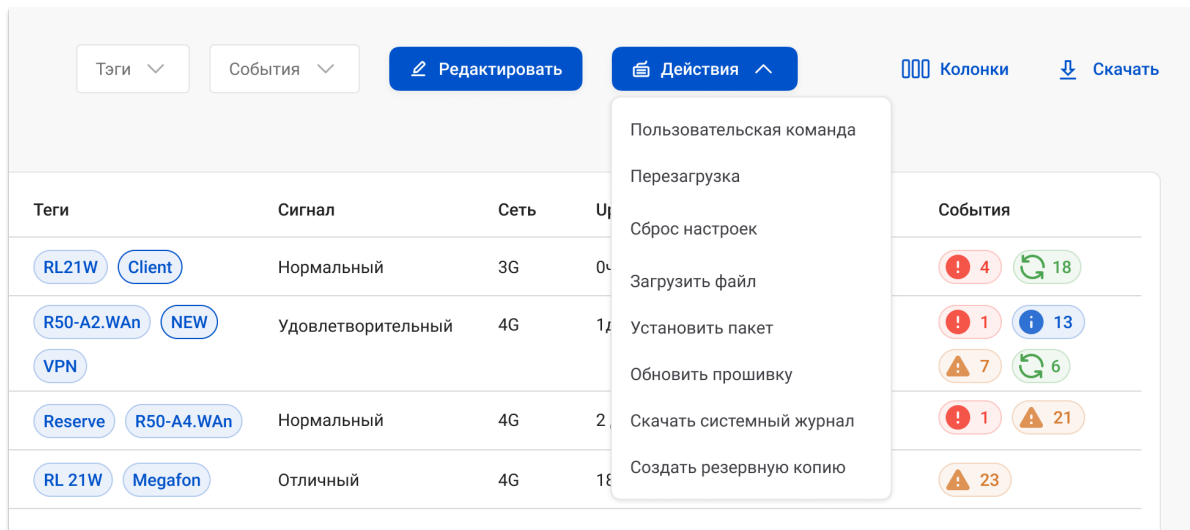 Тэги События Редактировать Действия Колонки Скачать
Пользовательская команда
Перезагрузка
Сброс настроек
Загрузить файл
Установить пакет
Обновить прошивку
Скачать системный журнал
Создать резервную копию
Теги Сигнал Сеть События
RL21W Client Нормальный 3G 4 18
R50-A2.WAn NEW Удовлетворительный 4G 1 13
VPN 7 6
Reserve R50-A4.WAn Нормальный 4G 2 1 21
RL 21W Megafon Отличный 4G 18 23